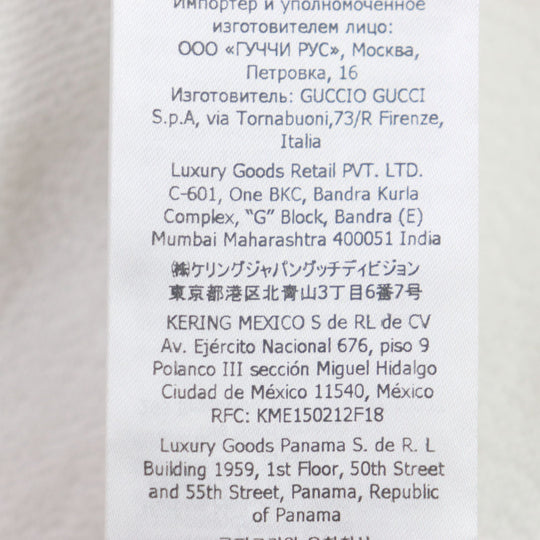 Импортер и уполномоченное
изготовителем лицо:
ООО «ГУЧЧИ РУС», Москва,
Петровка, 16
Изготовитель: GUCCIO GUCCI
S.p.A, via Tornabuoni,73/R Firenze,
Italia
Luxury Goods Retail PVT. LTD.
C-601, One BKC, Bandra Kurla
Complex, “G” Block, Bandra (E)
Mumbai Maharashtra 400051 India
㈱ケリングジャパングッチディビジョン
東京都港区北青山3丁目6番7号
KERING MEXICO S de RL de CV
Av. Ejército Nacional 676, piso 9
Polanco III sección Miguel Hidalgo
Ciudad de México 11540, México
RFC: KME150212F18
Luxury Goods Panama S. de R. L
Building 1959, 1st Floor, 50th Street
and 55th Street, Panama, Republic
of Panama